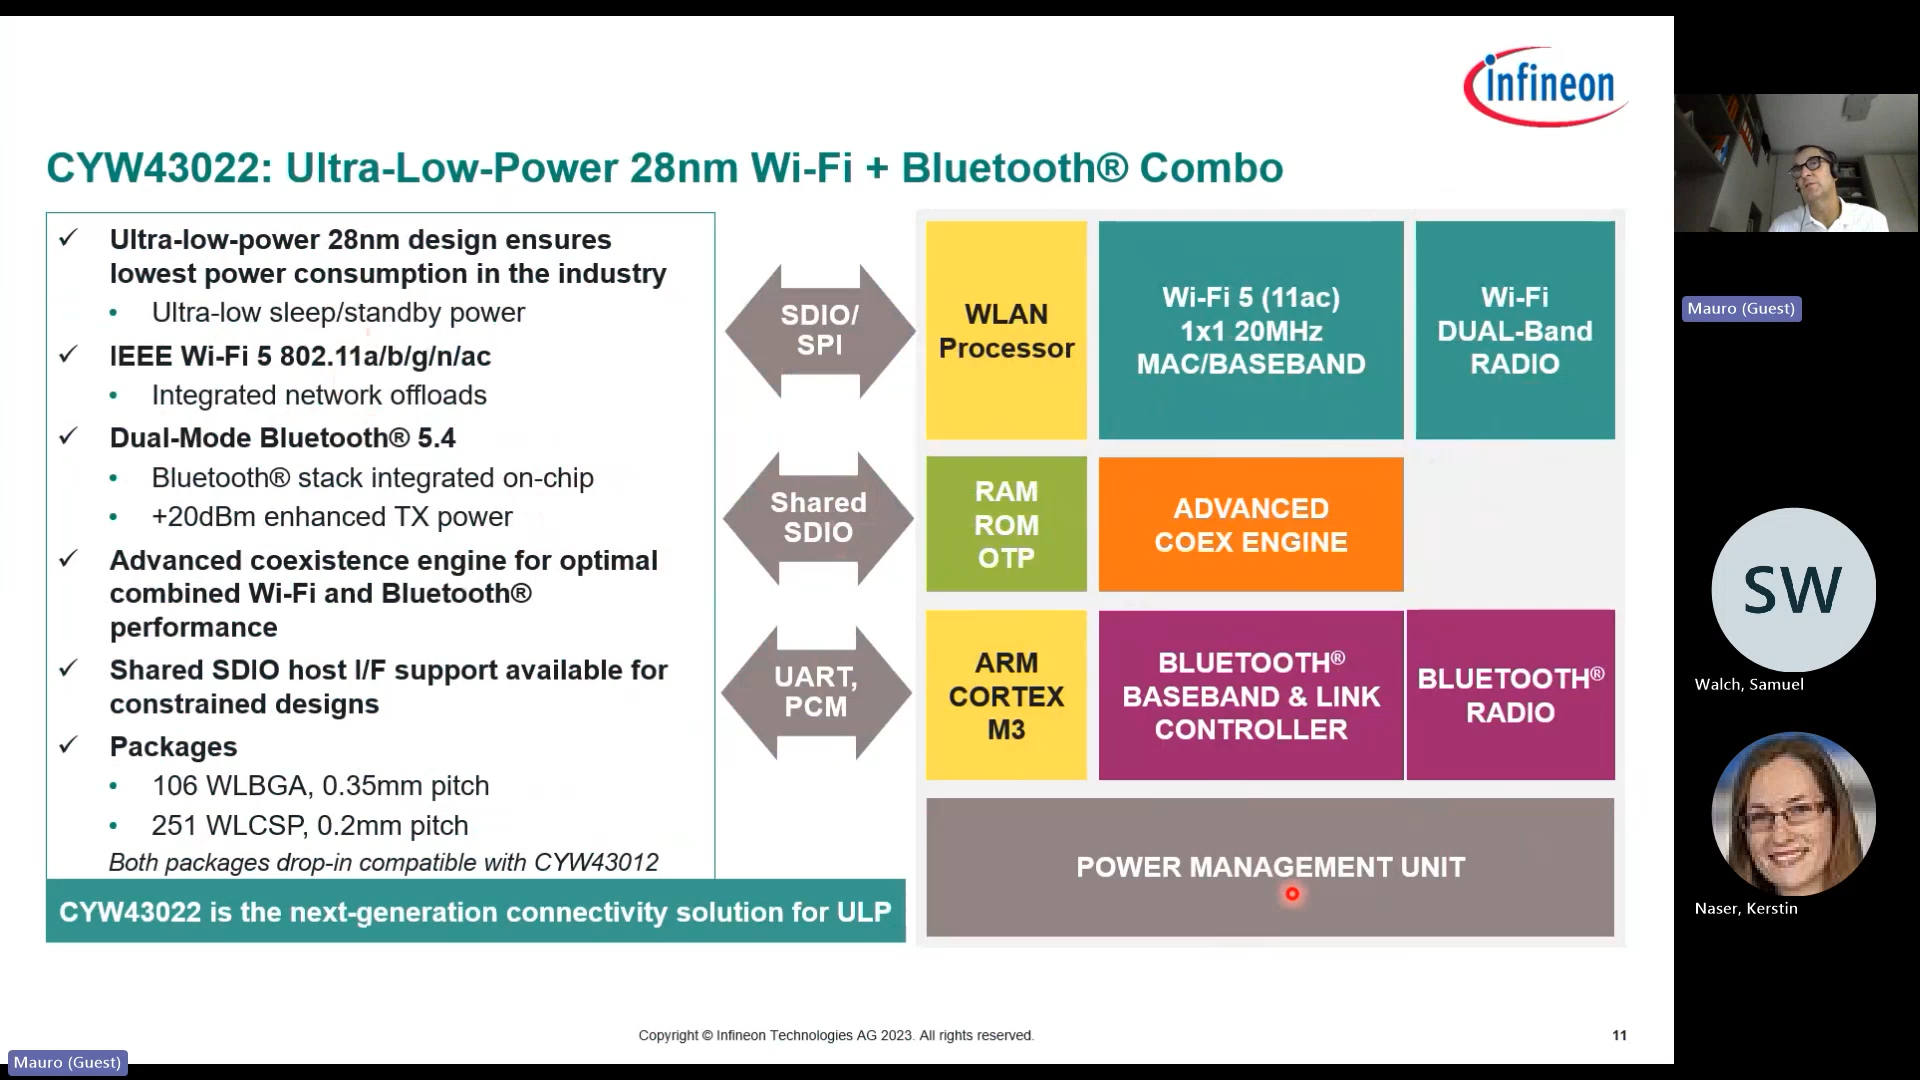 infineon
CYW43022: Ultra-Low-Power 28nm Wi-Fi + Bluetooth® Combo
✓ Ultra-low-power 28nm design ensures
lowest power consumption in the industry
• Ultra-low sleep/standby power
✓ IEEE Wi-Fi 5 802.11a/b/g/n/ac
• Integrated network offloads
✓ Dual-Mode Bluetooth® 5.4
• Bluetooth® stack integrated on-chip
• +20dBm enhanced TX power
✓ Advanced coexistence engine for optimal
combined Wi-Fi and Bluetooth®
performance
✓ Shared SDIO host I/F support available for
constrained designs
✓ Packages
• 106 WLBGA, 0.35mm pitch
• 251 WLCSP, 0.2mm pitch
Both packages drop-in compatible with CYW43012
CYW43022 is the next-generation connectivity solution for ULP
SDIO/
SPI
Shared
SDIO
UART,
PCM
WLAN
Processor
Wi-Fi 5 (11ac)
1x1 20MHz
MAC/BASEBAND
Wi-Fi
DUAL-Band
RADIO
RAM
ROM
OTP
ADVANCED
COEX ENGINE
ARM
CORTEX
M3
BLUETOOTH®
BASEBAND & LINK
CONTROLLER
BLUETOOTH®
RADIO
POWER MANAGEMENT UNIT
Copyright © Infineon Technologies AG 2023. All rights reserved.
11
Mauro (Guest)
Mauro (Guest)
SW
Walch, Samuel
Naser, Kerstin